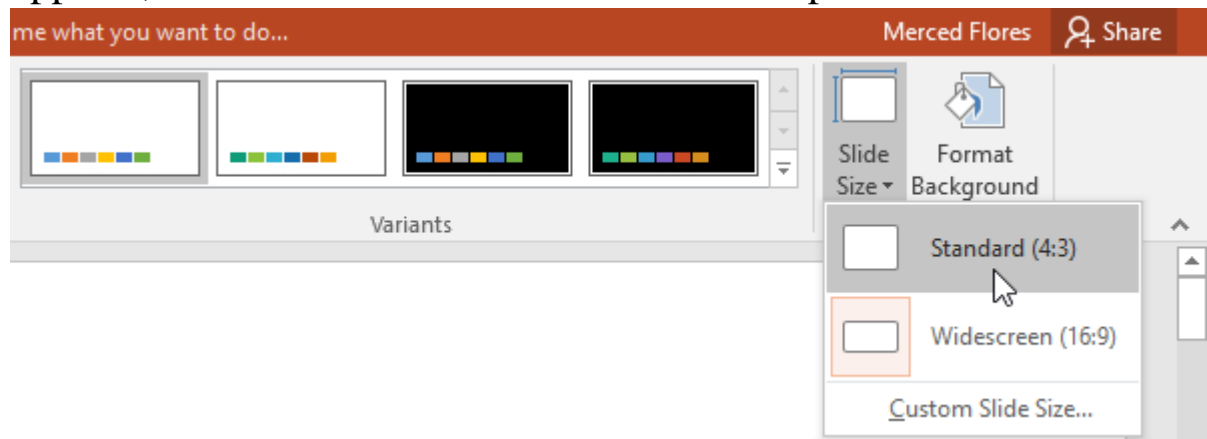 me what you want to do...
Merced Flores
Share
Slide
Size
Format
Background
Variants
Standard (4:3)
Widescreen (16:9)
Custom Slide Size...